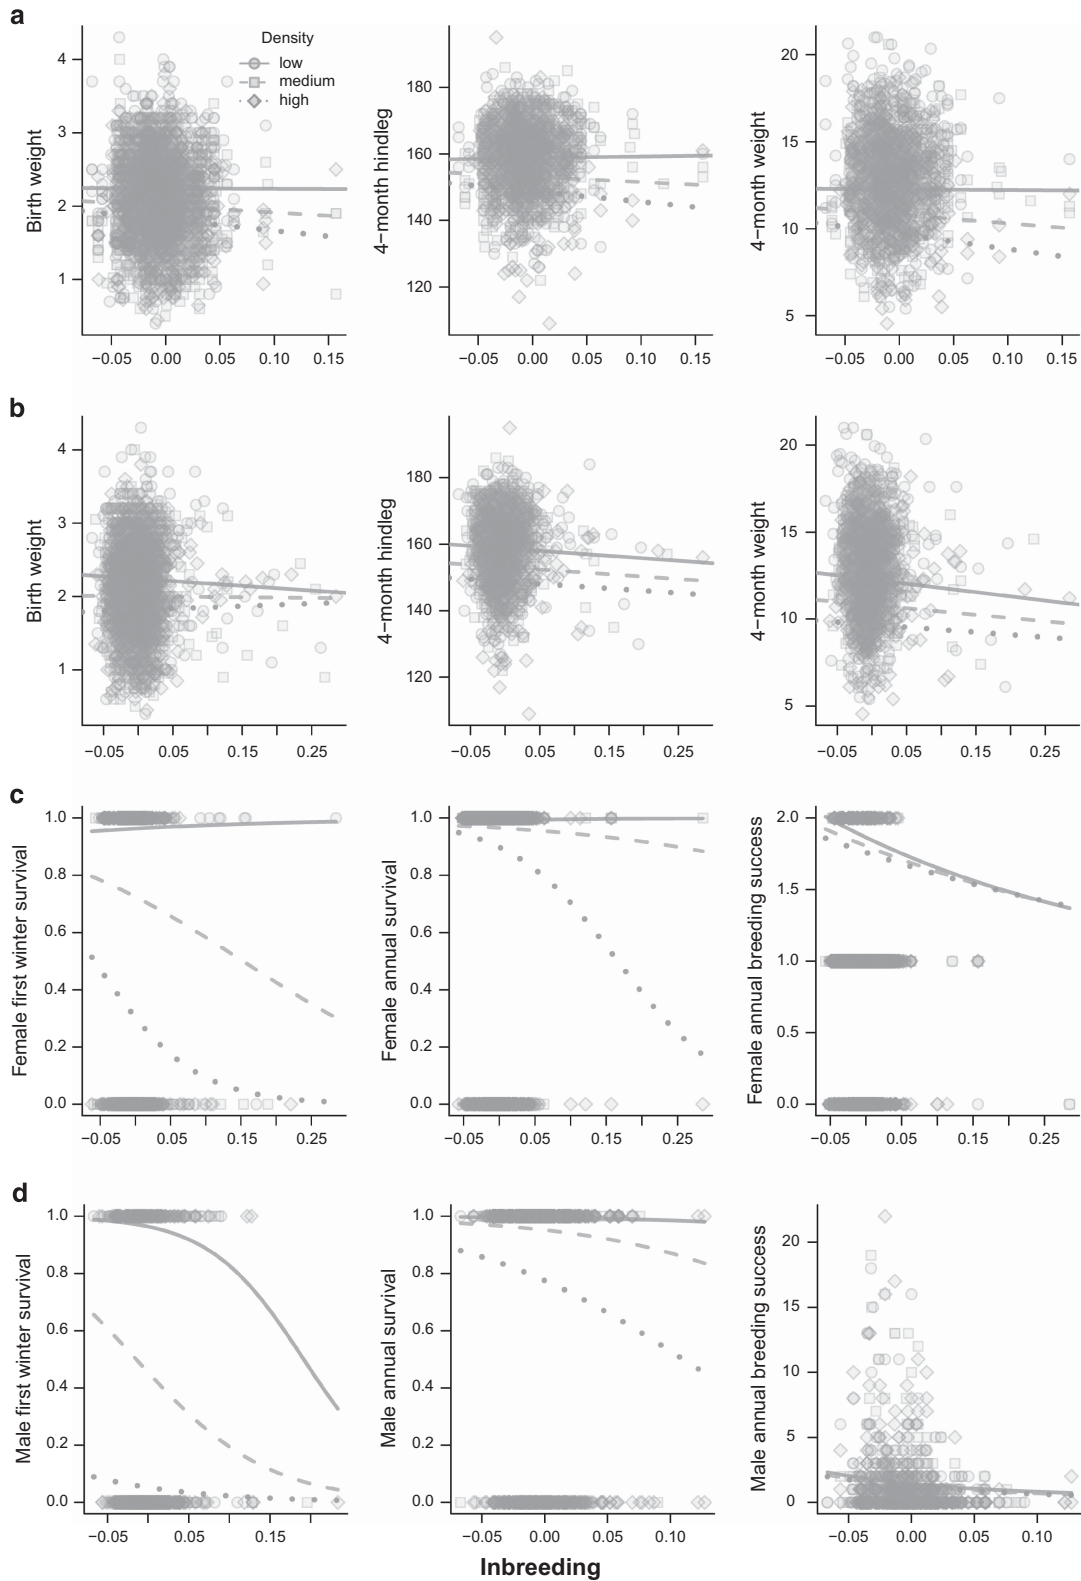 a
Density
low
medium
high
Birth weight
4
3
2
1
−0.05 0.00 0.05 0.10 0.15
4−month hindleg
180
160
140
120
−0.05 0.00 0.05 0.10 0.15
4−month weight
20
15
10
5
−0.05 0.00 0.05 0.10 0.15
b
Birth weight
4
3
2
1
−0.05 0.05 0.15 0.25
4−month hindleg
180
160
140
120
−0.05 0.05 0.15 0.25
4−month weight
20
15
10
5
−0.05 0.05 0.15 0.25
c
Female first winter survival
1.0
0.8
0.6
0.4
0.2
0.0
−0.05 0.05 0.15 0.25
Female annual survival
1.0
0.8
0.6
0.4
0.2
0.0
−0.05 0.05 0.15 0.25
Female annual breeding success
2.0
1.5
1.0
0.5
0.0
−0.05 0.05 0.15 0.25
d
Male first winter survival
1.0
0.8
0.6
0.4
0.2
0.0
−0.05 0.05 0.15
Male annual survival
1.0
0.8
0.6
0.4
0.2
0.0
−0.05 0.00 0.05 0.10
Male annual breeding success
20
15
10
5
0
−0.05 0.00 0.05 0.10
Inbreeding